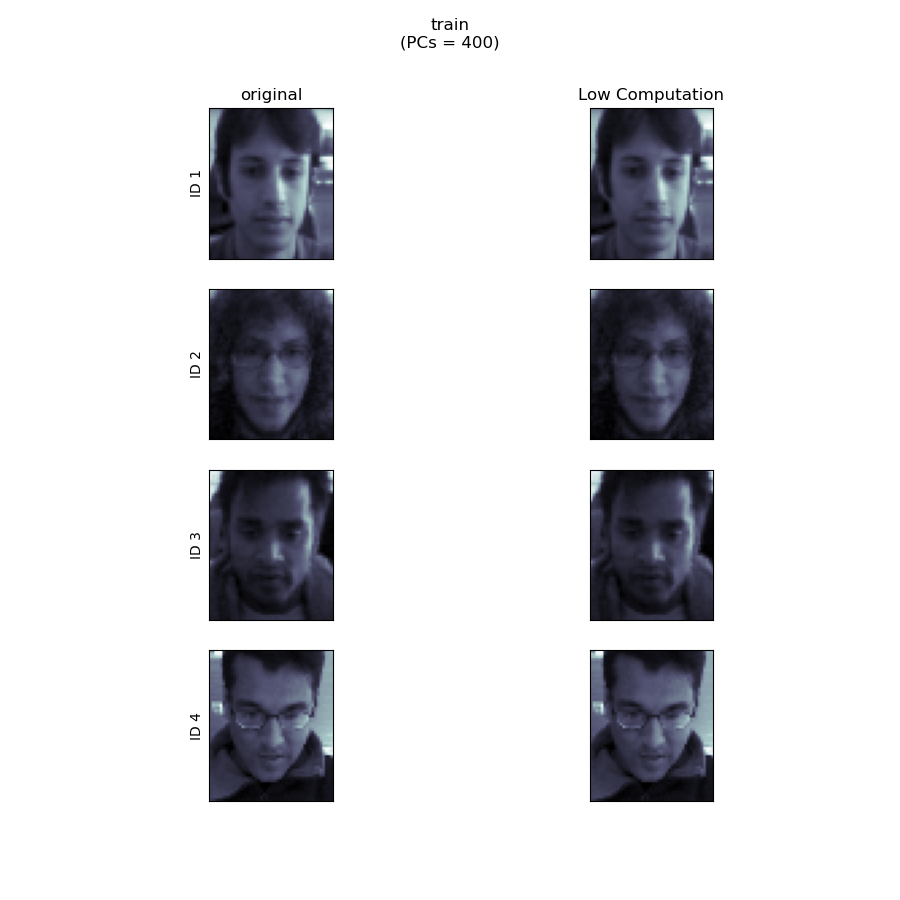 train
(PCs = 400)
original
Low Computation
ID 1
ID 2
ID 3
ID 4